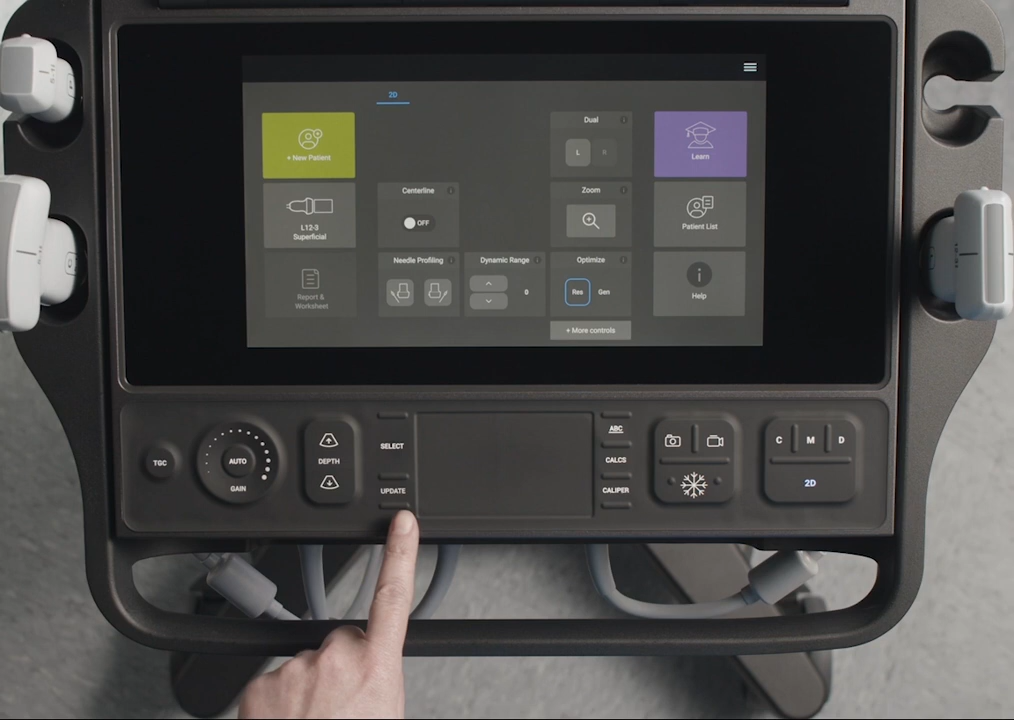 2D
+ New Patient
Dual
L
R
Learn
L12-3
Superficial
Centerline
OFF
Zoom
Patient List
Report &
Worksheet
Needle Profiling
Dynamic Range
0
Optimize
Res
Gen
Help
+ More controls
TGC
AUTO
GAIN
DEPTH
SELECT
UPDATE
ABC
CALCS
CALIPER
C
M
D
2D